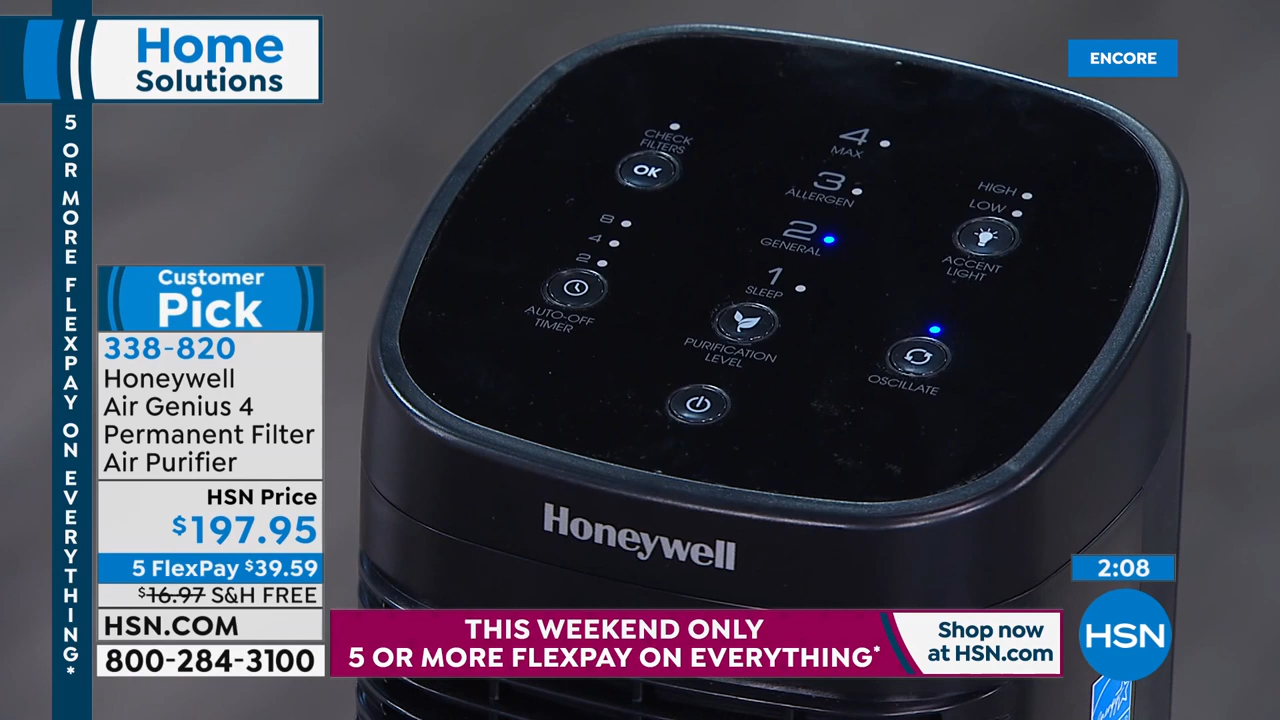 Home
Solutions
ENCORE
5 OR MORE FLEXPAY ON EVERYTHING*
CHECK
FILTERS
OK
8
4
2
AUTO-OFF
TIMER
4
MAX
3
ALLERGEN
2
GENERAL
1
SLEEP
PURIFICATION
LEVEL
HIGH
LOW
ACCENT
LIGHT
OSCILLATE
Honeywell
Customer
Pick
338-820
Honeywell
Air Genius 4
Permanent Filter
Air Purifier
HSN Price
$197.95
5 FlexPay $39.59
$16.97 S&H FREE
HSN.COM
800-284-3100
THIS WEEKEND ONLY
5 OR MORE FLEXPAY ON EVERYTHING*
Shop now
at HSN.com
2:08
HSN